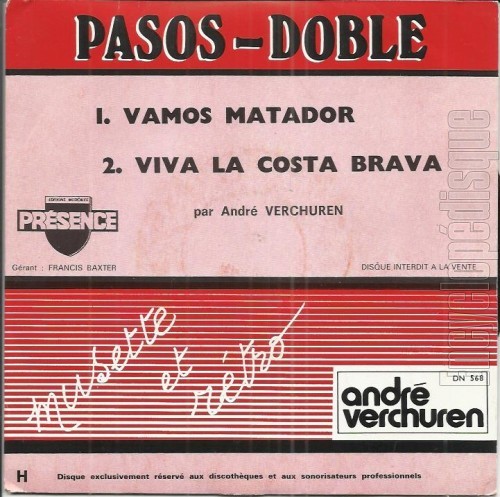 PASOS-DOBLE
1. VAMOS MATADOR
2. VIVA LA COSTA BRAVA
par André VERCHUREN
PRÉSENCE
Gérant : FRANCIS BAXTER
DISQUE INTERDIT A LA VENTE
musette
et
rétro
DN 568
andré
verchuren
H
Disque exclusivement réservé aux discothèques et aux sonorisateurs professionnels
encyclopédisque